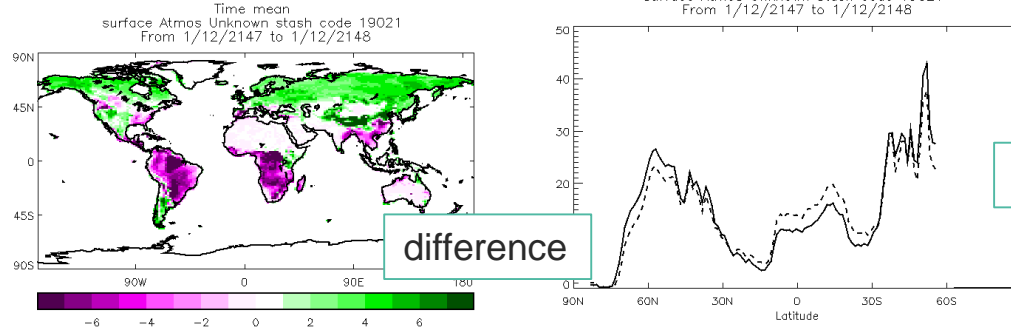 Time mean
surface Atmos Unknown stash code 19021
From 1/12/2147 to 1/12/2148
90N
45N
0
45S
90S
90W
0
90E
180
-6
-4
-2
0
2
4
6
difference
From 1/12/2147 to 1/12/2148
50
40
30
20
0
90N
60N
30N
0
30S
60S
Latitude